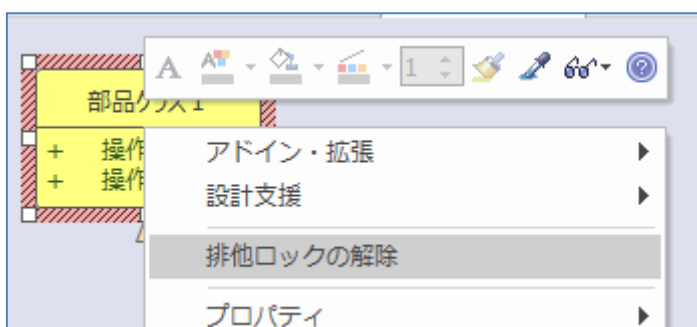 A
1
部品クラス1
+ 操作
+ 操作
アドイン・拡張
設計支援
排他ロックの解除
プロパティ